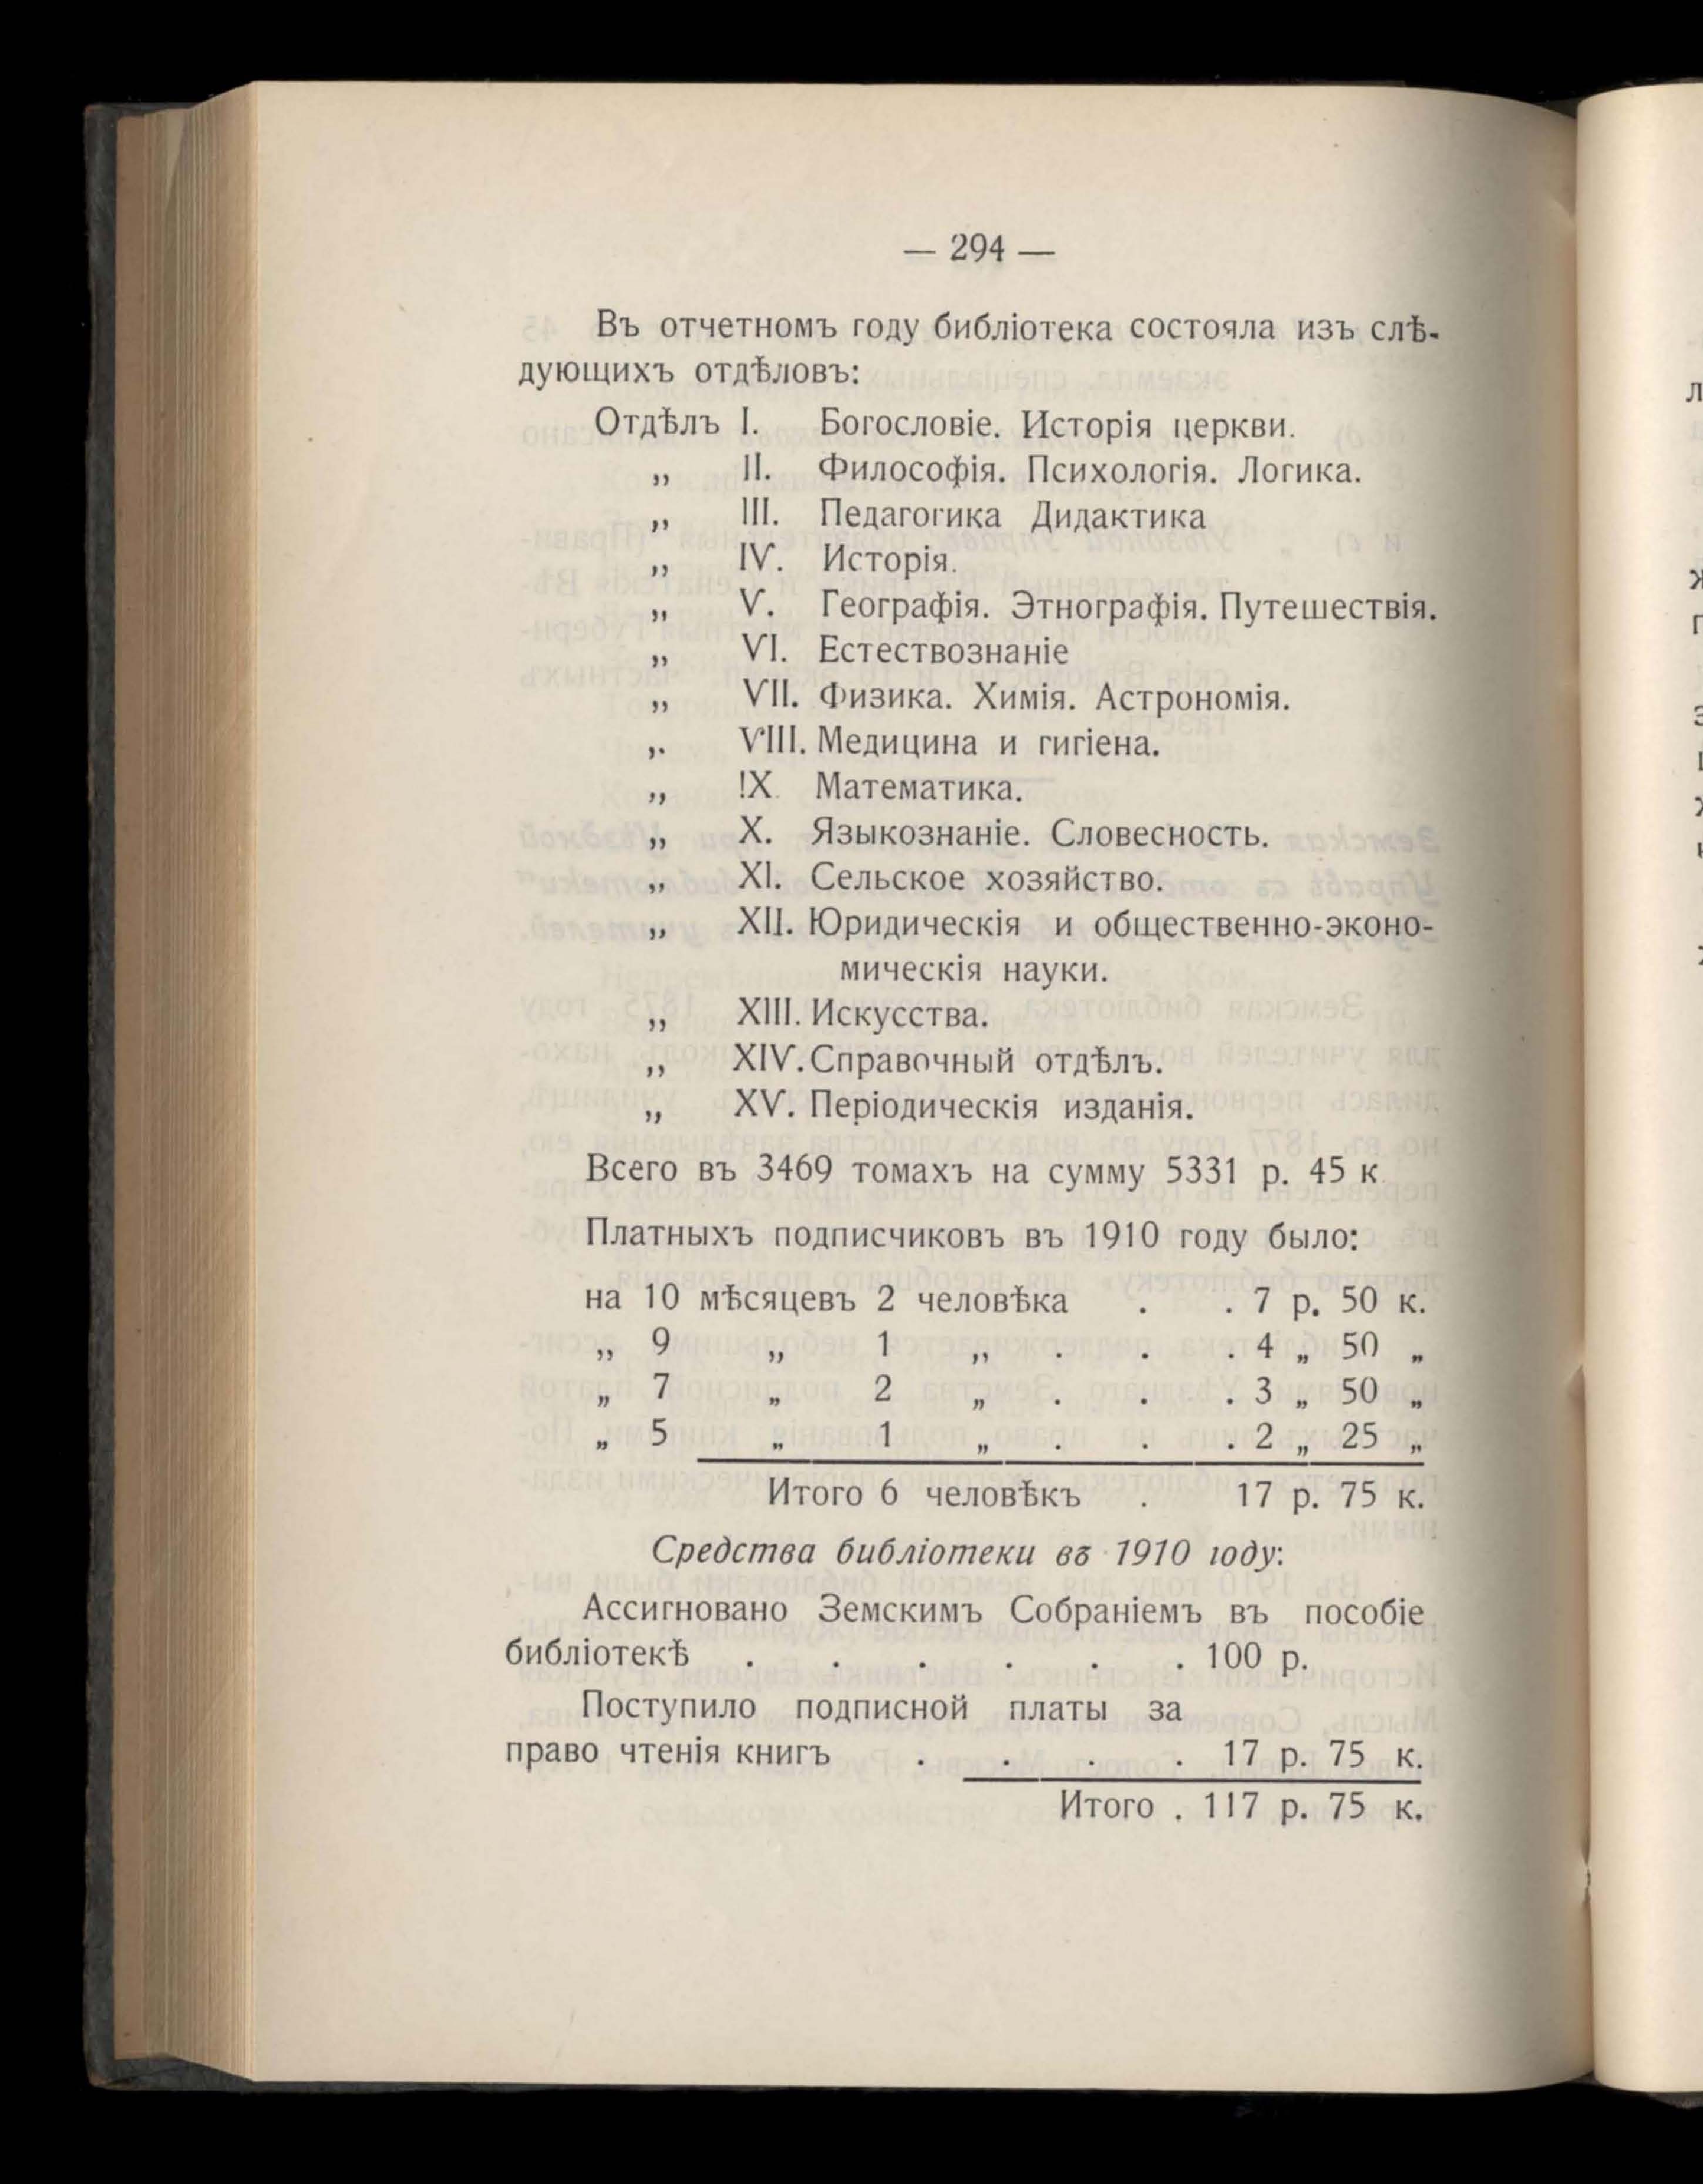 — 294 —
Въ отчетномъ году библіотека состояла изъ слѣ-
дующихъ отдѣловъ:
Отдѣлъ I. Богословіе. Исторія церкви.
„ II. Философія. Психологія. Логика.
„ III. Педагогика Дидактика
„ IV. Исторія.
„ V. Географія. Этнографія. Путешествія.
„ VI. Естествознаніе
„ VII. Физика. Химія. Астрономія.
„ VIII. Медицина и гигіена.
„ IX. Математика.
„ X. Языкознаніе. Словесность.
„ XI. Сельское хозяйство.
„ XII. Юридическія и общественно-эконо-
мическія науки.
„ XIII. Искусства.
„ XIV. Справочный отдѣлъ.
„ XV. Періодическія изданія.
Всего въ 3469 томахъ на сумму 5331 р. 45 к.
Платныхъ подписчиковъ въ 1910 году было:
на 10 мѣсяцевъ 2 человѣка . . 7 р. 50 к.
„ 9 „ 1 „ . . . 4 „ 50 „
„ 7 „ 2 „ . . . 3 „ 50 „
„ 5 „ 1 „ . . . 2 „ 25 „
Итого 6 человѣкъ . 17 р. 75 к.
Средства библіотеки въ 1910 году:
Ассигновано Земскимъ Собраніемъ въ пособіе
библіотекѣ . . . . . . 100 р.
Поступило подписной платы за
право чтенія книгъ . . . . 17 р. 75 к.
Итого . 117 р. 75 к.